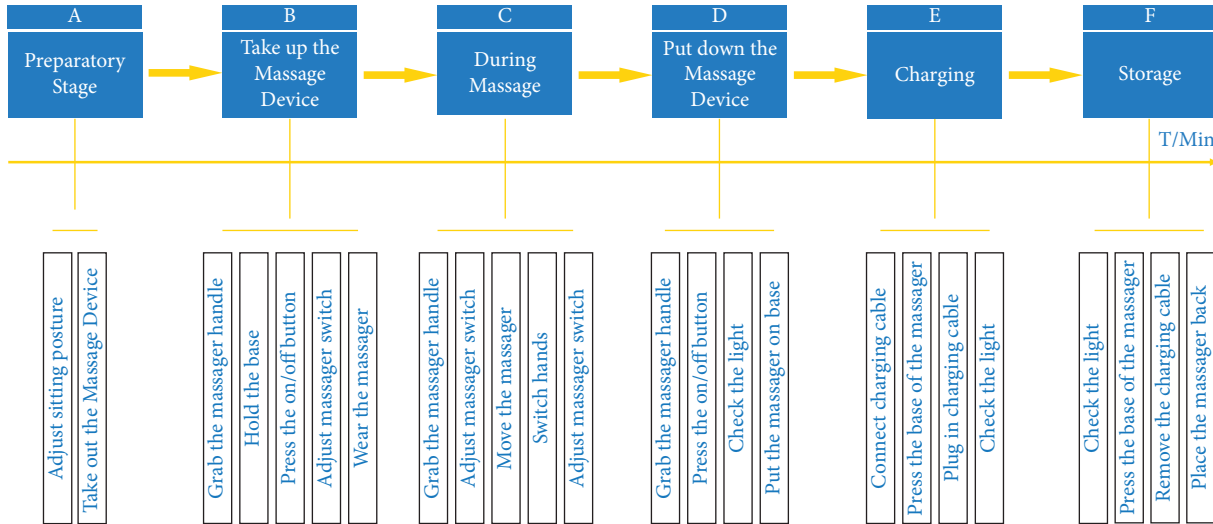 A
Preparatory
Stage
B
Take up the
Massage
Device
C
During
Massage
D
Put down the
Massage
Device
E
Charging
F
Storage
T/Min
Adjust sitting posture
Take out the Massage Device
Grab the massager handle
Hold the base
Press the on/off button
Adjust massager switch
Wear the massager
Grab the massager handle
Adjust massager switch
Move the massager
Switch hands
Adjust massager switch
Grab the massager handle
Press the on/off button
Check the light
Put the massager on base
Connect charging cable
Press the base of the massager
Plug in charging cable
Check the light
Check the light
Press the base of the massager
Remove the charging cable
Place the massager back